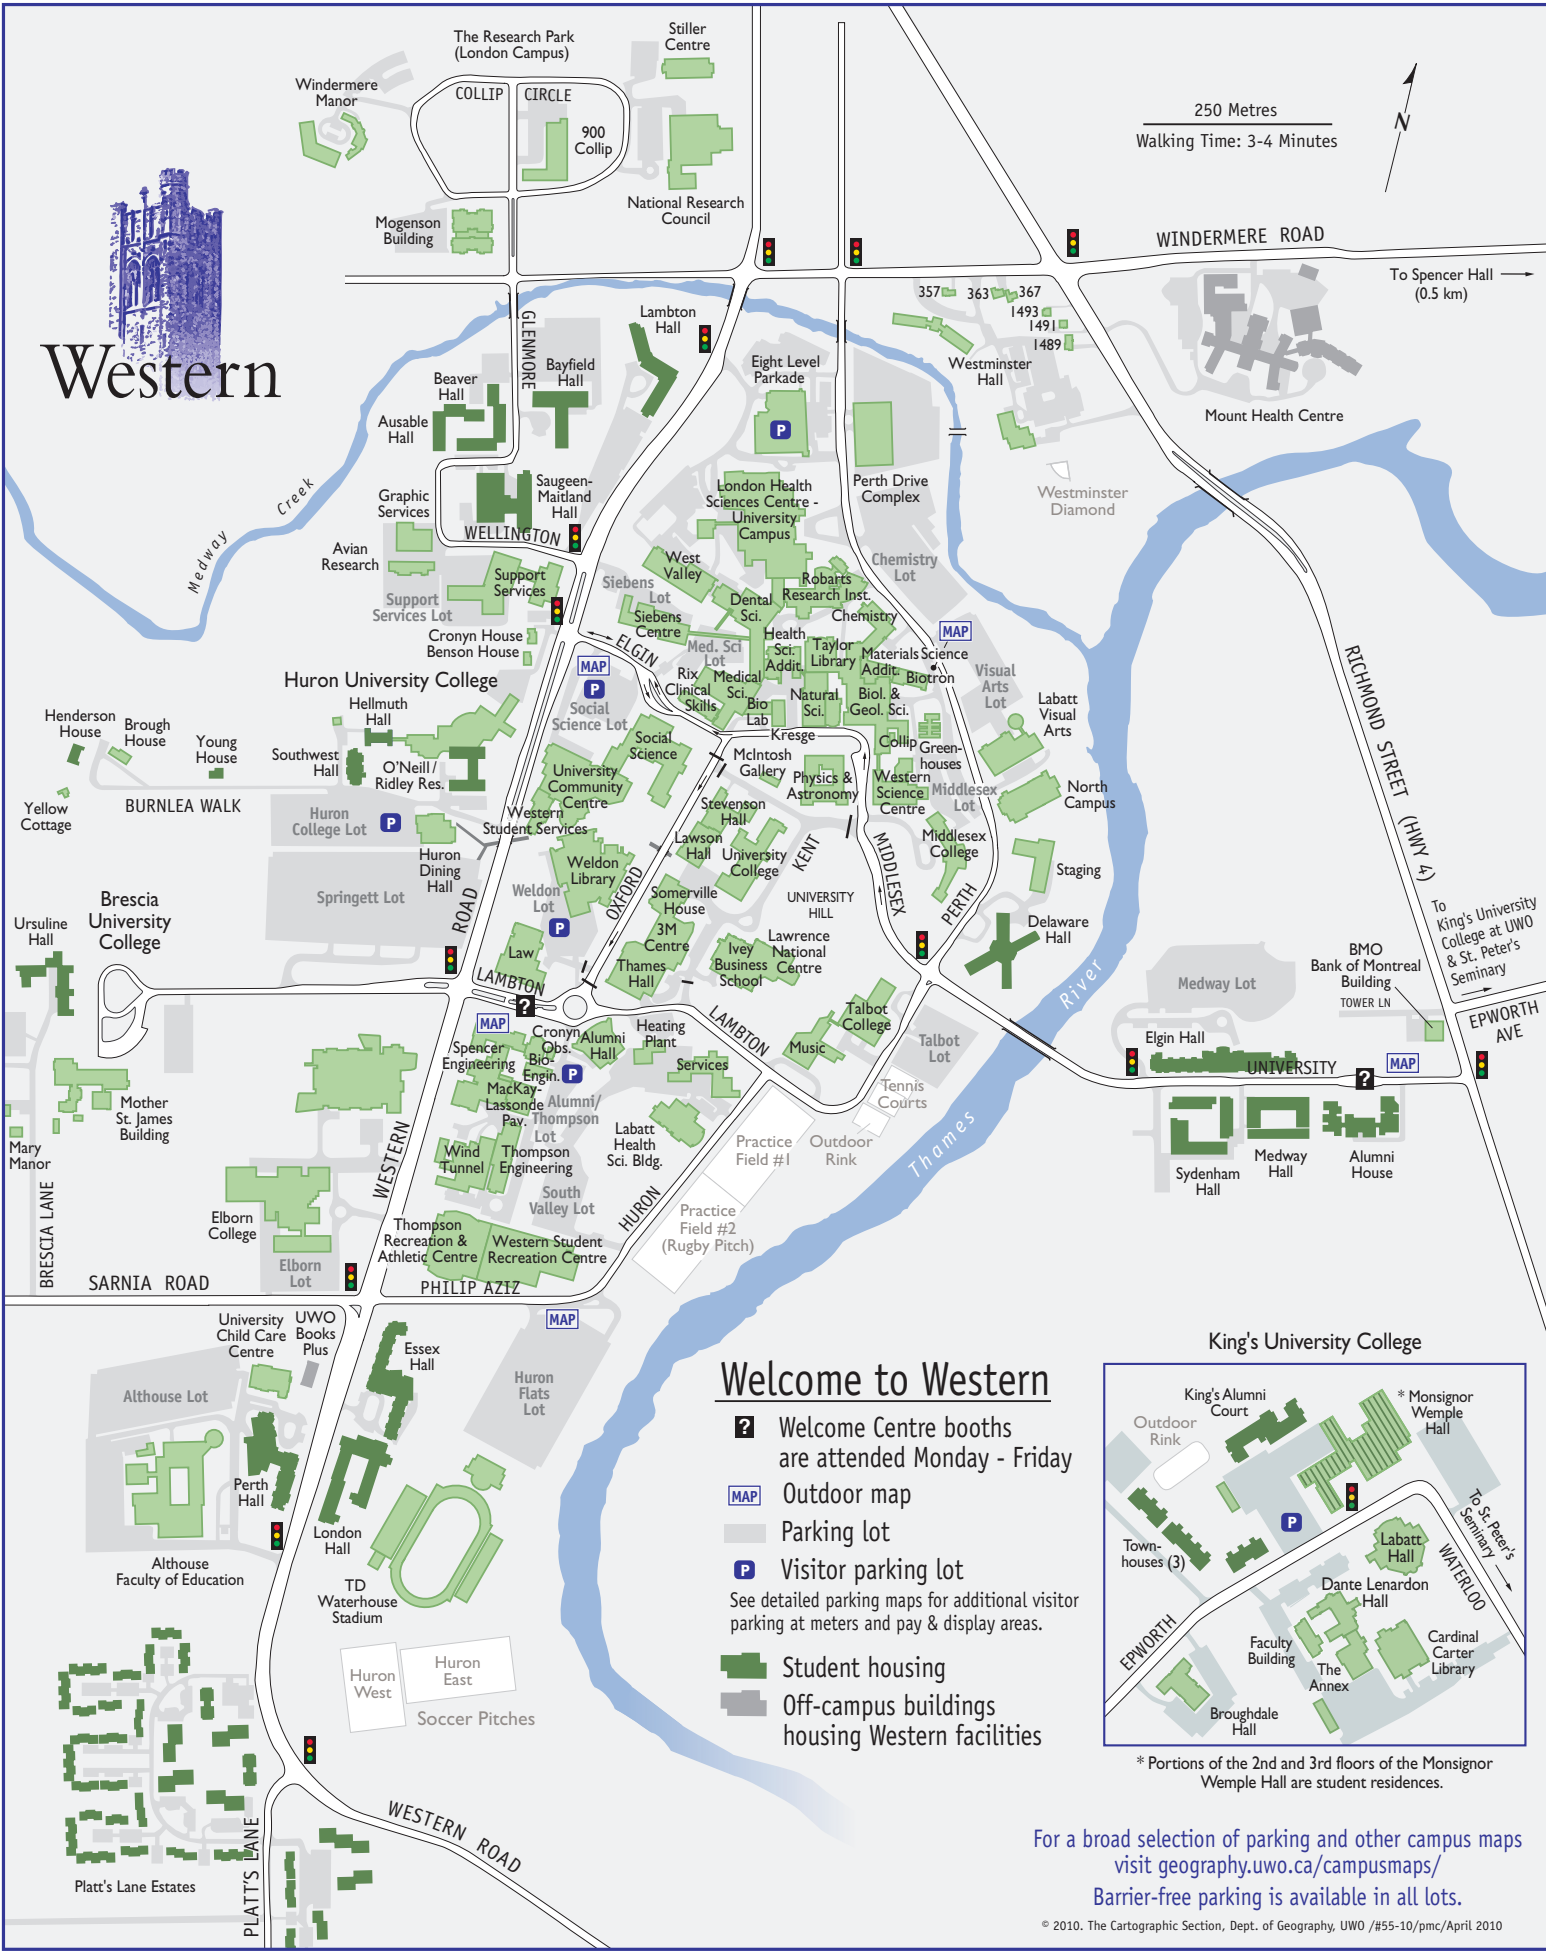 The Research Park
(London Campus)
Stiller
Centre
Windermere
Manor
COLLIP
CIRCLE
900
Collip
250 Metres
Walking Time: 3-4 Minutes
N
National Research
Council
Mogenson
Building
WINDERMERE ROAD
To Spencer Hall
(0.5 km)
Western
GLENMORE
Lambton
Hall
357
363
367
1493
1491
1489
Westminster
Hall
Mount Health Centre
Bayfield
Hall
Beaver
Hall
Ausable
Hall
Eight Level
Parkade
P
Perth Drive
Complex
Westminster
Diamond
Medway
Creek
Graphic
Services
Saugeen-
Maitland
Hall
WELLINGTON
London Health
Sciences Centre -
University
Campus
Avian
Research
Support
Services
Support
Services Lot
Siebens
Lot
West
Valley
Robarts
Research Inst.
Chemistry
Lot
Dental
Sci.
Chemistry
Siebens
Centre
Cronyn House
Benson House
ELGIN
MAP
P
Social
Science Lot
Med. Sci
Lot
Health
Sci.
Addit.
Taylor
Library
Materials Science
Addit.
Biotron
MAP
Visual
Arts
Lot
Rix
Clinical
Skills
Medical
Sci.
Bio
Lab
Natural
Sci.
Biol. &
Geol. Sci.
Labatt
Visual
Arts
RICHMOND STREET (HWY 4)
Huron University College
Hellmuth
Hall
Henderson
House
Brough
House
Young
House
Southwest
Hall
O'Neill/
Ridley Res.
Yellow
Cottage
BURNLEA WALK
Huron
College Lot
P
Social
Science
Kresge
McIntosh
Gallery
Collip
Green-
houses
University
Community
Centre
Physics &
Astronomy
Western
Science
Centre
Middlesex
Lot
North
Campus
Western
Student Services
Stevenson
Hall
Lawson
Hall
University
College
KENT
MIDDLESEX
Middlesex
College
Huron
Dining
Hall
Springett Lot
Weldon
Library
Weldon
Lot
P
OXFORD
Somerville
House
UNIVERSITY
HILL
PERTH
Staging
Brescia
University
College
Ursuline
Hall
ROAD
3M
Centre
Law
Thames
Hall
Ivey
Business
School
Lawrence
National
Centre
Delaware
Hall
To
King's University
College at UWO
& St. Peter's
Seminary
BMO
Bank of Montreal
Building
TOWER LN
EPWORTH
AVE
LAMBTON
?
MAP
LAMBTON
River
Medway Lot
Spencer
Engineering
Cronyn
Obs.
Bio-
Engin.
Alumni
Hall
P
Heating
Plant
Services
Talbot
College
Music
Talbot
Lot
Elgin Hall
UNIVERSITY
?
MAP
Mother
St. James
Building
Mary
Manor
MacKay-
Lassonde
Pav.
Alumni/
Thompson
Lot
Tennis
Courts
Labatt
Health
Sci. Bldg.
Practice
Field #1
Outdoor
Rink
Thames
Sydenham
Hall
Medway
Hall
Alumni
House
WESTERN
Wind
Tunnel
Thompson
Engineering
South
Valley Lot
HURON
Practice
Field #2
(Rugby Pitch)
BRESCIA LANE
Elborn
College
Elborn
Lot
Thompson
Recreation &
Athletic Centre
Western Student
Recreation Centre
SARNIA ROAD
PHILIP AZIZ
MAP
University
Child Care
Centre
UWO
Books
Plus
Essex
Hall
Huron
Flats
Lot
Althouse Lot
Perth
Hall
London
Hall
Althouse
Faculty of Education
TD
Waterhouse
Stadium
Huron
West
Huron
East
Soccer Pitches
PLATT'S LANE
Platt's Lane Estates
WESTERN ROAD
Welcome to Western
?
Welcome Centre booths
are attended Monday - Friday
MAP
Outdoor map
Parking lot
P
Visitor parking lot
See detailed parking maps for additional visitor
parking at meters and pay & display areas.
Student housing
Off-campus buildings
housing Western facilities
King's University College
King's Alumni
Court
Outdoor
Rink
* Monsignor
Wemple
Hall
P
Town-
houses (3)
To St. Peter's
Seminary
WATERLOO
Labatt
Hall
Dante Lenardon
Hall
EPWORTH
Faculty
Building
The
Annex
Cardinal
Carter
Library
Broughdale
Hall
* Portions of the 2nd and 3rd floors of the Monsignor
Wemple Hall are student residences.
For a broad selection of parking and other campus maps
visit geography.uwo.ca/campusmaps/
Barrier-free parking is available in all lots.
© 2010. The Cartographic Section, Dept. of Geography, UWO /#55-10/pmc/April 2010